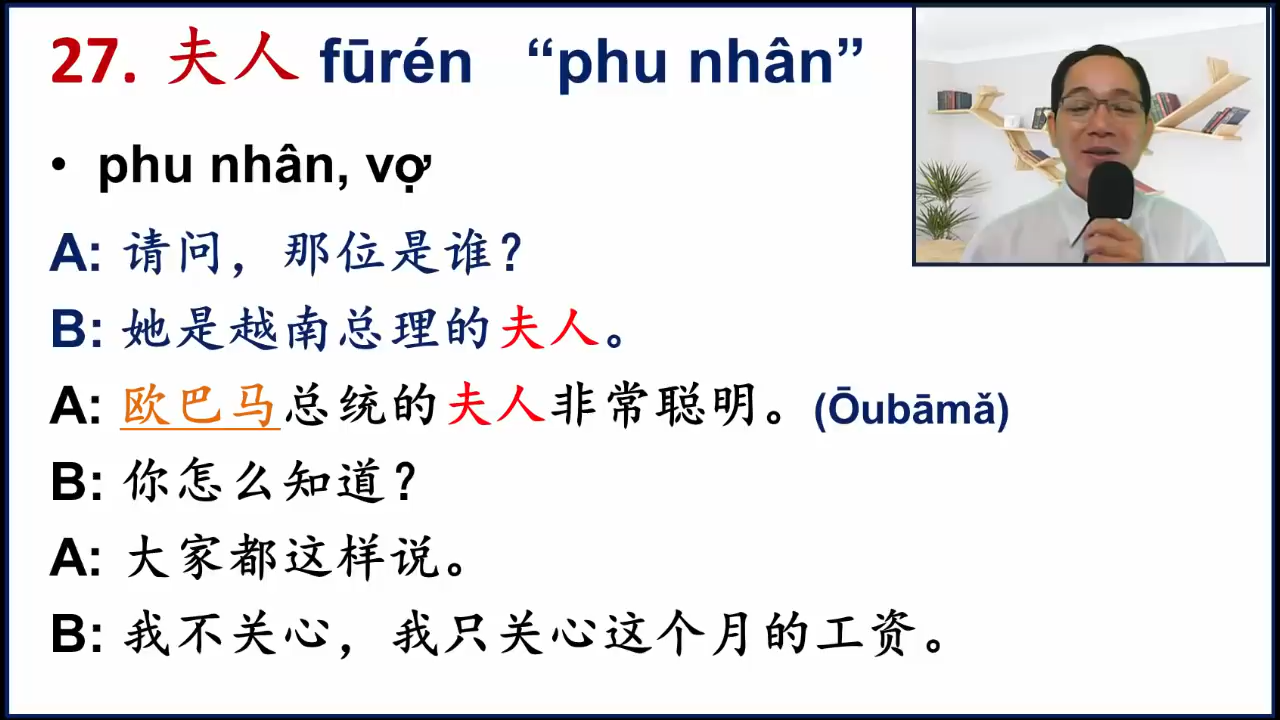 27. 夫人 fūrén “phu nhân”
• phu nhân, vợ
A: 请问，那位是谁？
B: 她是越南总理的夫人。
A: 欧巴马总统的夫人非常聪明。(Ōubāmǎ)
B: 你怎么知道？
A: 大家都这样说。
B: 我不关心，我只关心这个月的工资。